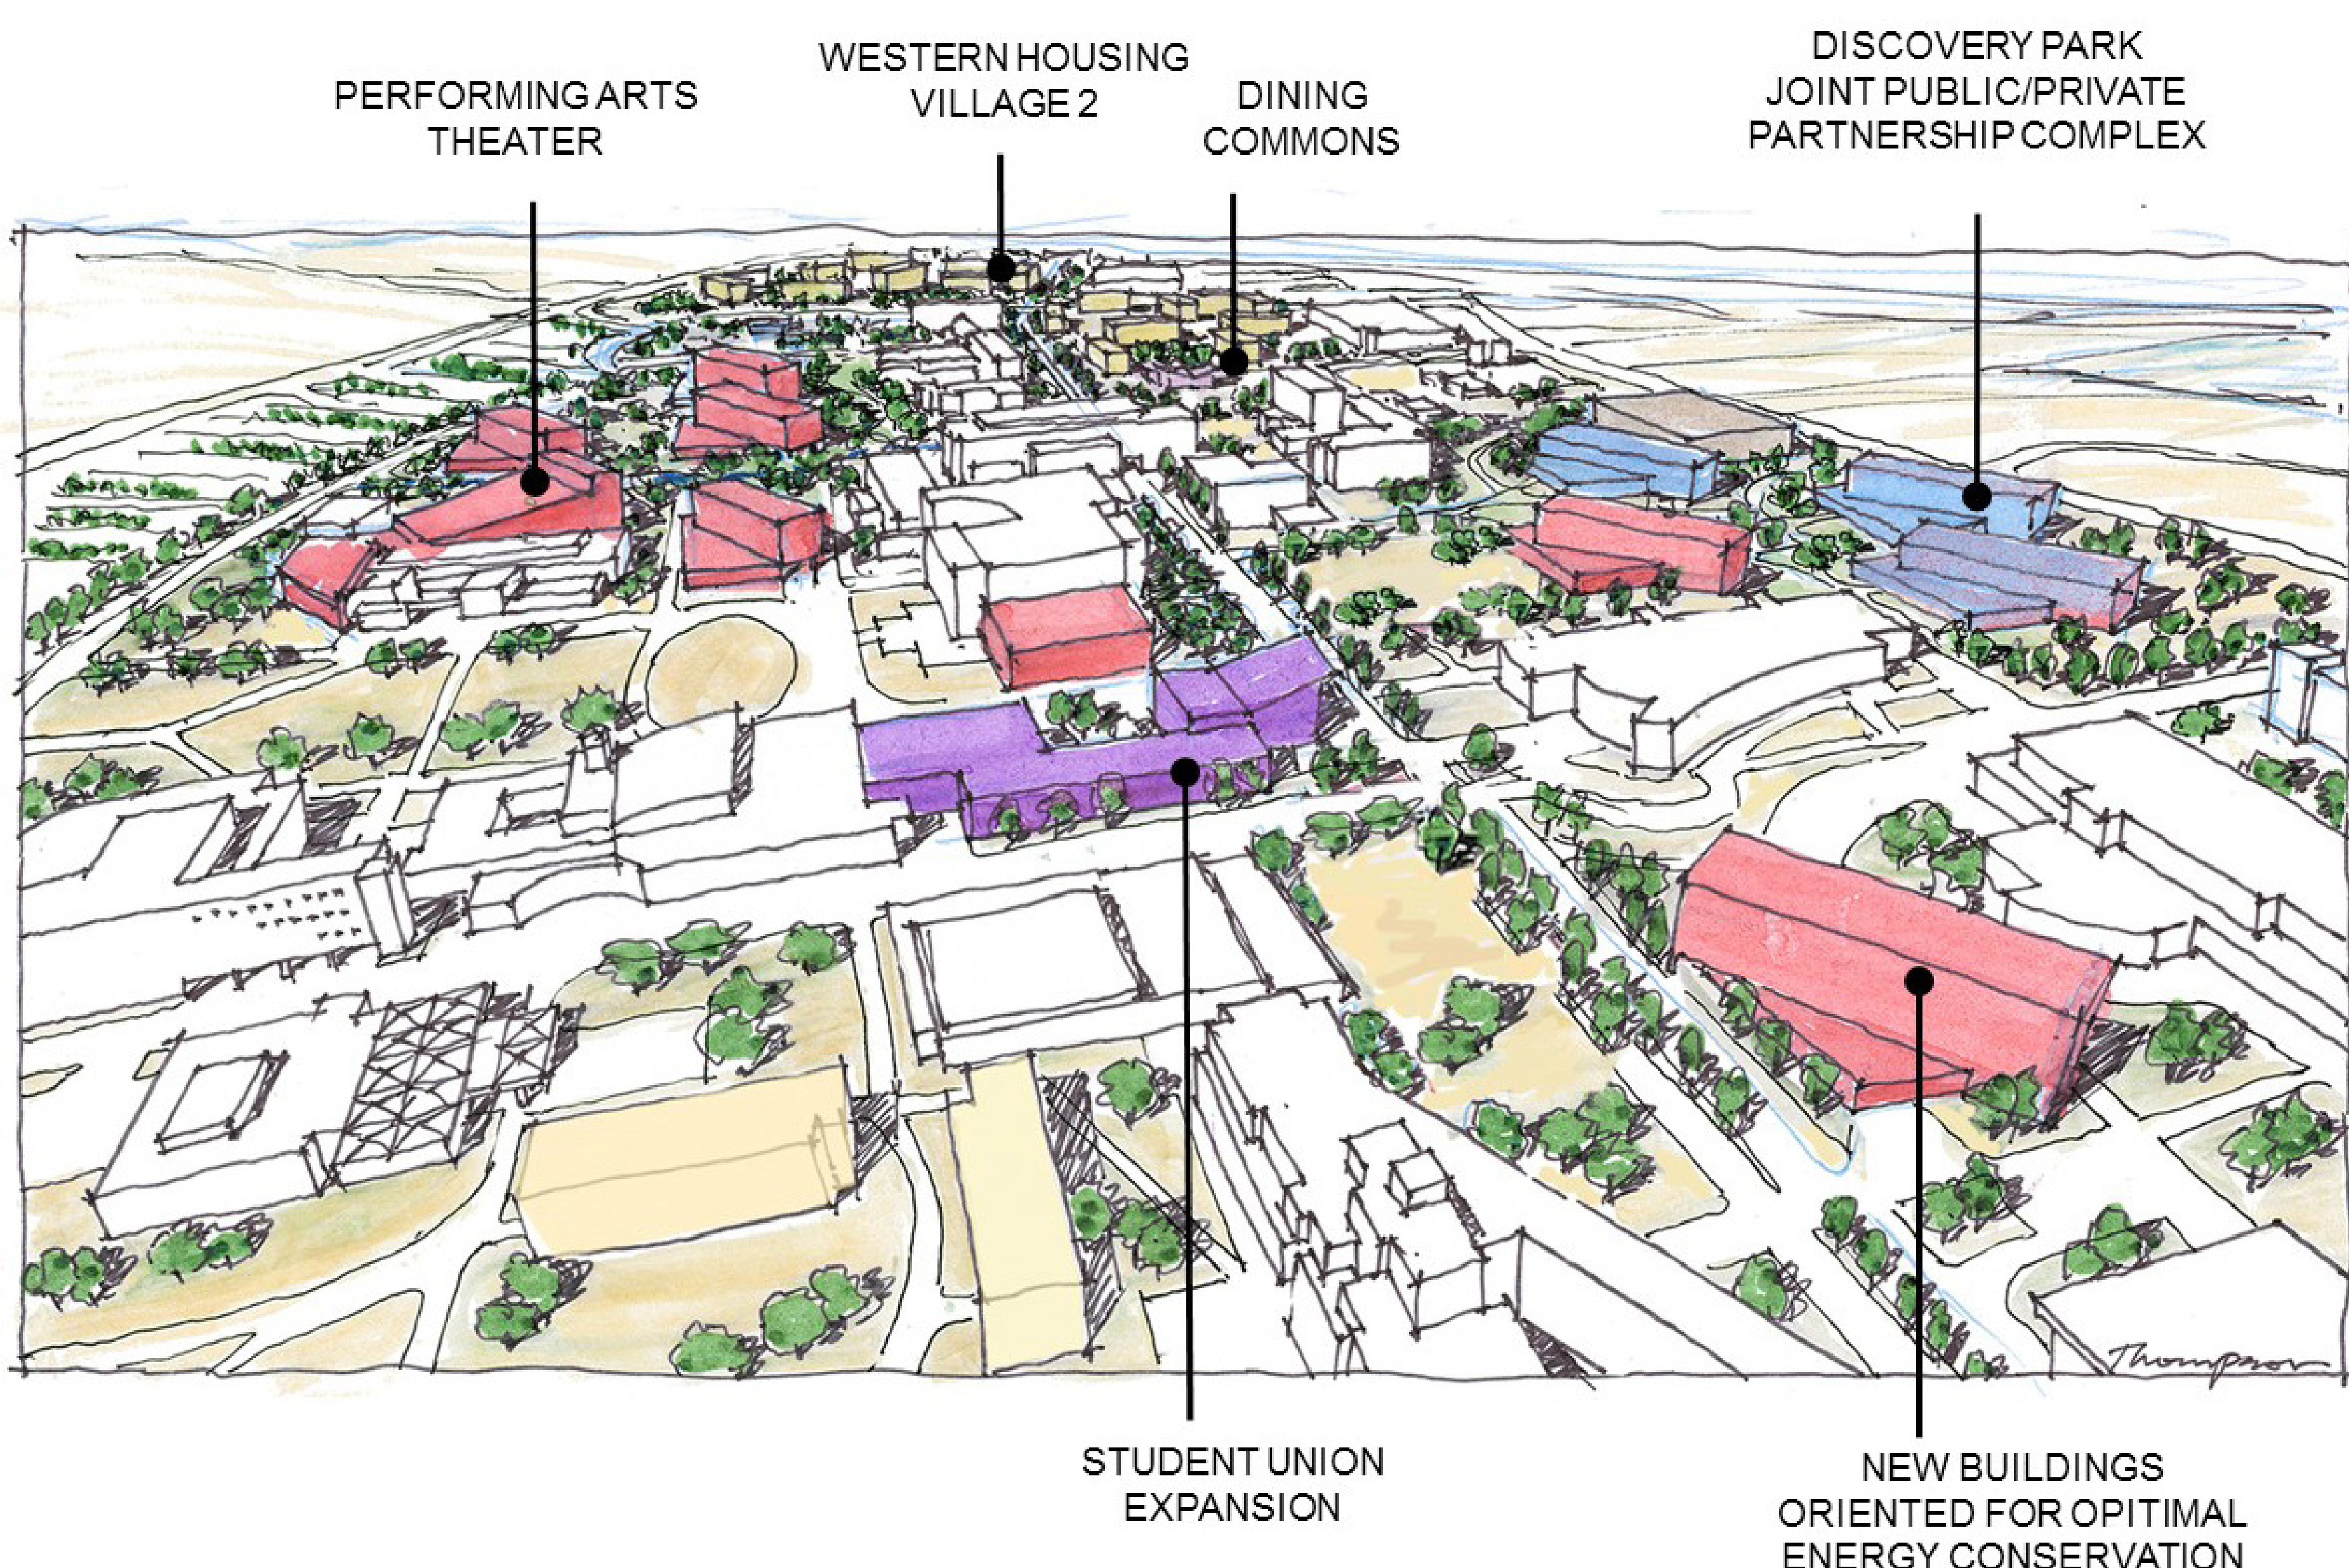 PERFORMING ARTS
THEATER
WESTERN HOUSING
VILLAGE 2
DINING
COMMONS
DISCOVERY PARK
JOINT PUBLIC/PRIVATE
PARTNERSHIP COMPLEX
Thompson
STUDENT UNION
EXPANSION
NEW BUILDINGS
ORIENTED FOR OPITIMAL
ENERGY CONSERVATION